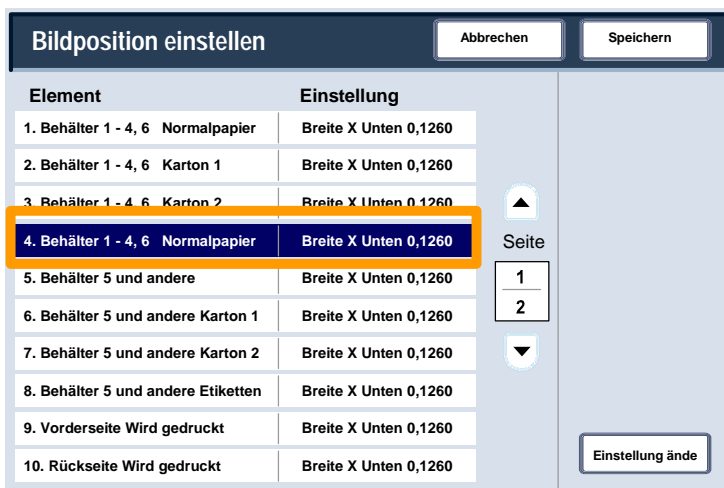 Bildposition einstellen
Abbrechen
Speichern
Element Einstellung
1. Behälter 1 - 4, 6 Normalpapier Breite X Unten 0,1260
2. Behälter 1 - 4, 6 Karton 1 Breite X Unten 0,1260
3. Behälter 1 - 4, 6 Karton 2 Breite X Unten 0,1260
4. Behälter 1 - 4, 6 Normalpapier Breite X Unten 0,1260
5. Behälter 5 und andere Breite X Unten 0,1260
6. Behälter 5 und andere Karton 1 Breite X Unten 0,1260
7. Behälter 5 und andere Karton 2 Breite X Unten 0,1260
8. Behälter 5 und andere Etiketten Breite X Unten 0,1260
9. Vorderseite Wird gedruckt Breite X Unten 0,1260
10. Rückseite Wird gedruckt Breite X Unten 0,1260
Seite
1
2
Einstellung ände